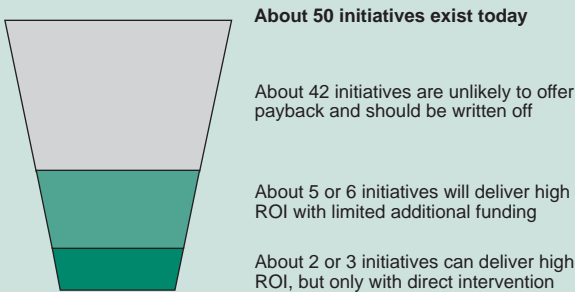 About 50 initiatives exist today
About 42 initiatives are unlikely to offer
payback and should be written off
About 5 or 6 initiatives will deliver high
ROI with limited additional funding
About 2 or 3 initiatives can deliver high
ROI, but only with direct intervention